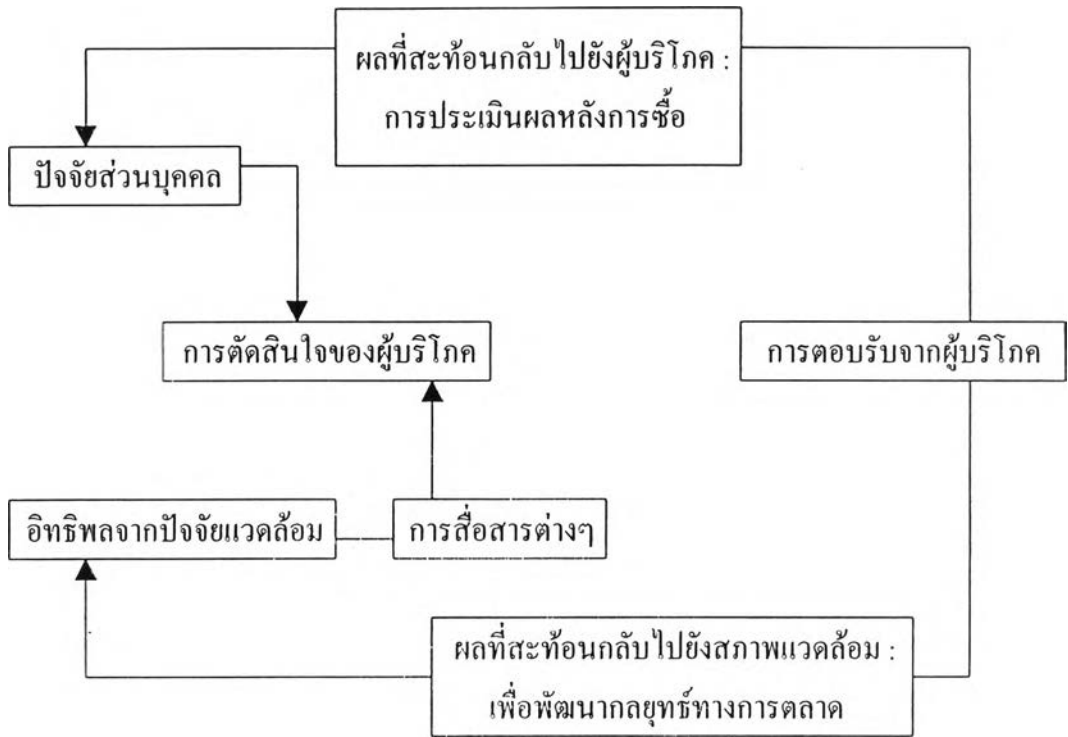 ผลที่สะท้อนกลับไปยังผู้บริโภค :
การประเมินผลหลังการซื้อ
ปัจจัยส่วนบุคคล
การตัดสินใจของผู้บริโภค
การตอบรับจากผู้บริโภค
อิทธิพลจากปัจจัยแวดล้อม
การสื่อสารต่างๆ
ผลที่สะท้อนกลับไปยังสภาพแวดล้อม :
เพื่อพัฒนากลยุทธ์ทางการตลาด